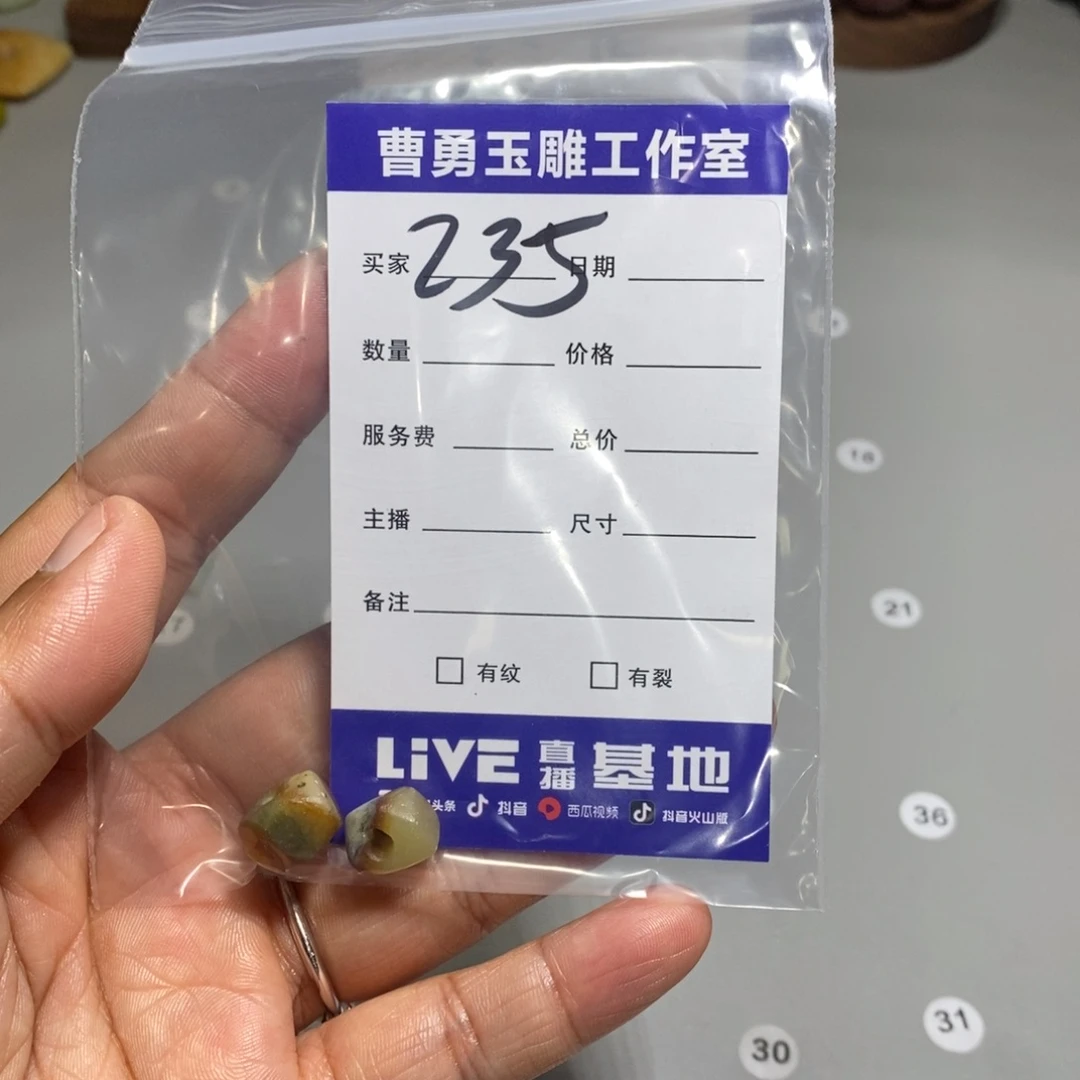 曹勇玉雕工作室
买家 235 日期
数量 价格
服务费 总价
主播 尺寸
备注
有纹 有裂
LiVE 直播 基地
头条 抖音 西瓜视频 抖音火山版
18
21
36
31
30